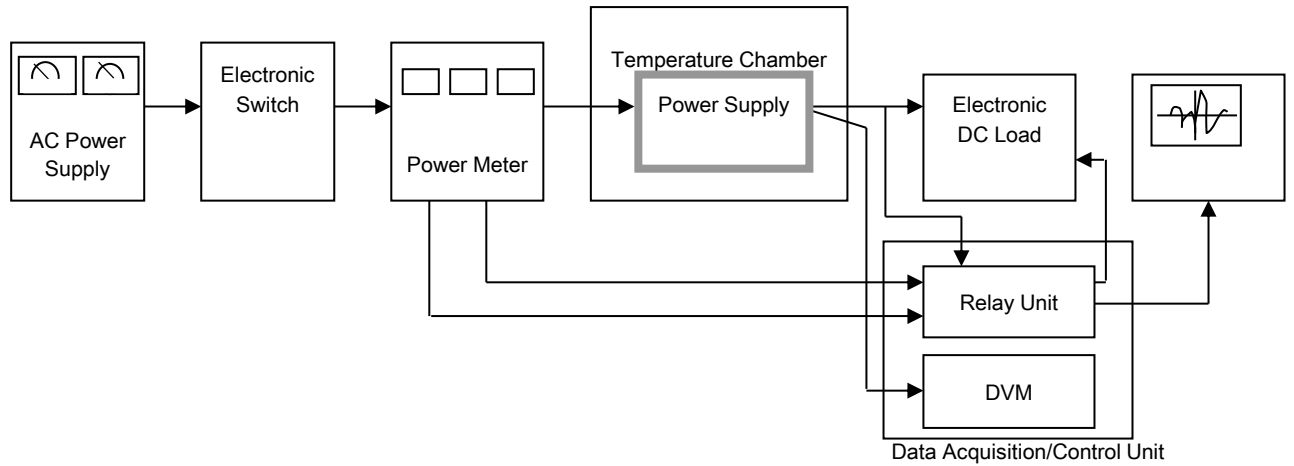 AC Power
Supply
Electronic
Switch
Power Meter
Temperature Chamber
Power Supply
Electronic
DC Load
Relay Unit
DVM
Data Acquisition/Control Unit